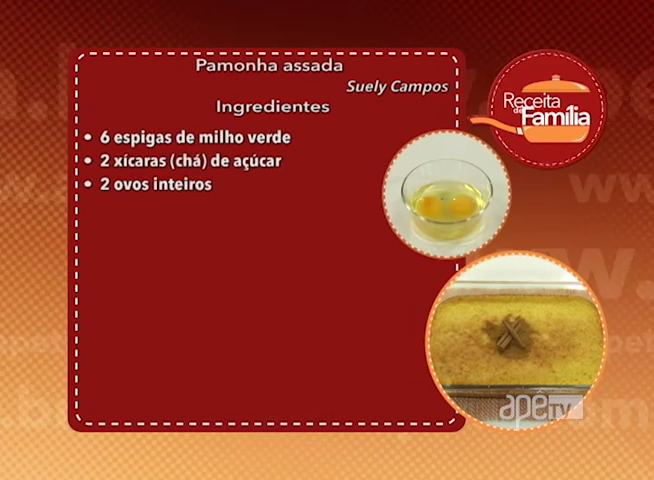 Pamonha assada
Suely Campos
Ingredientes
• 6 espigas de milho verde
• 2 xícaras (chá) de açúcar
• 2 ovos inteiros
Receita
de Família
apêTV